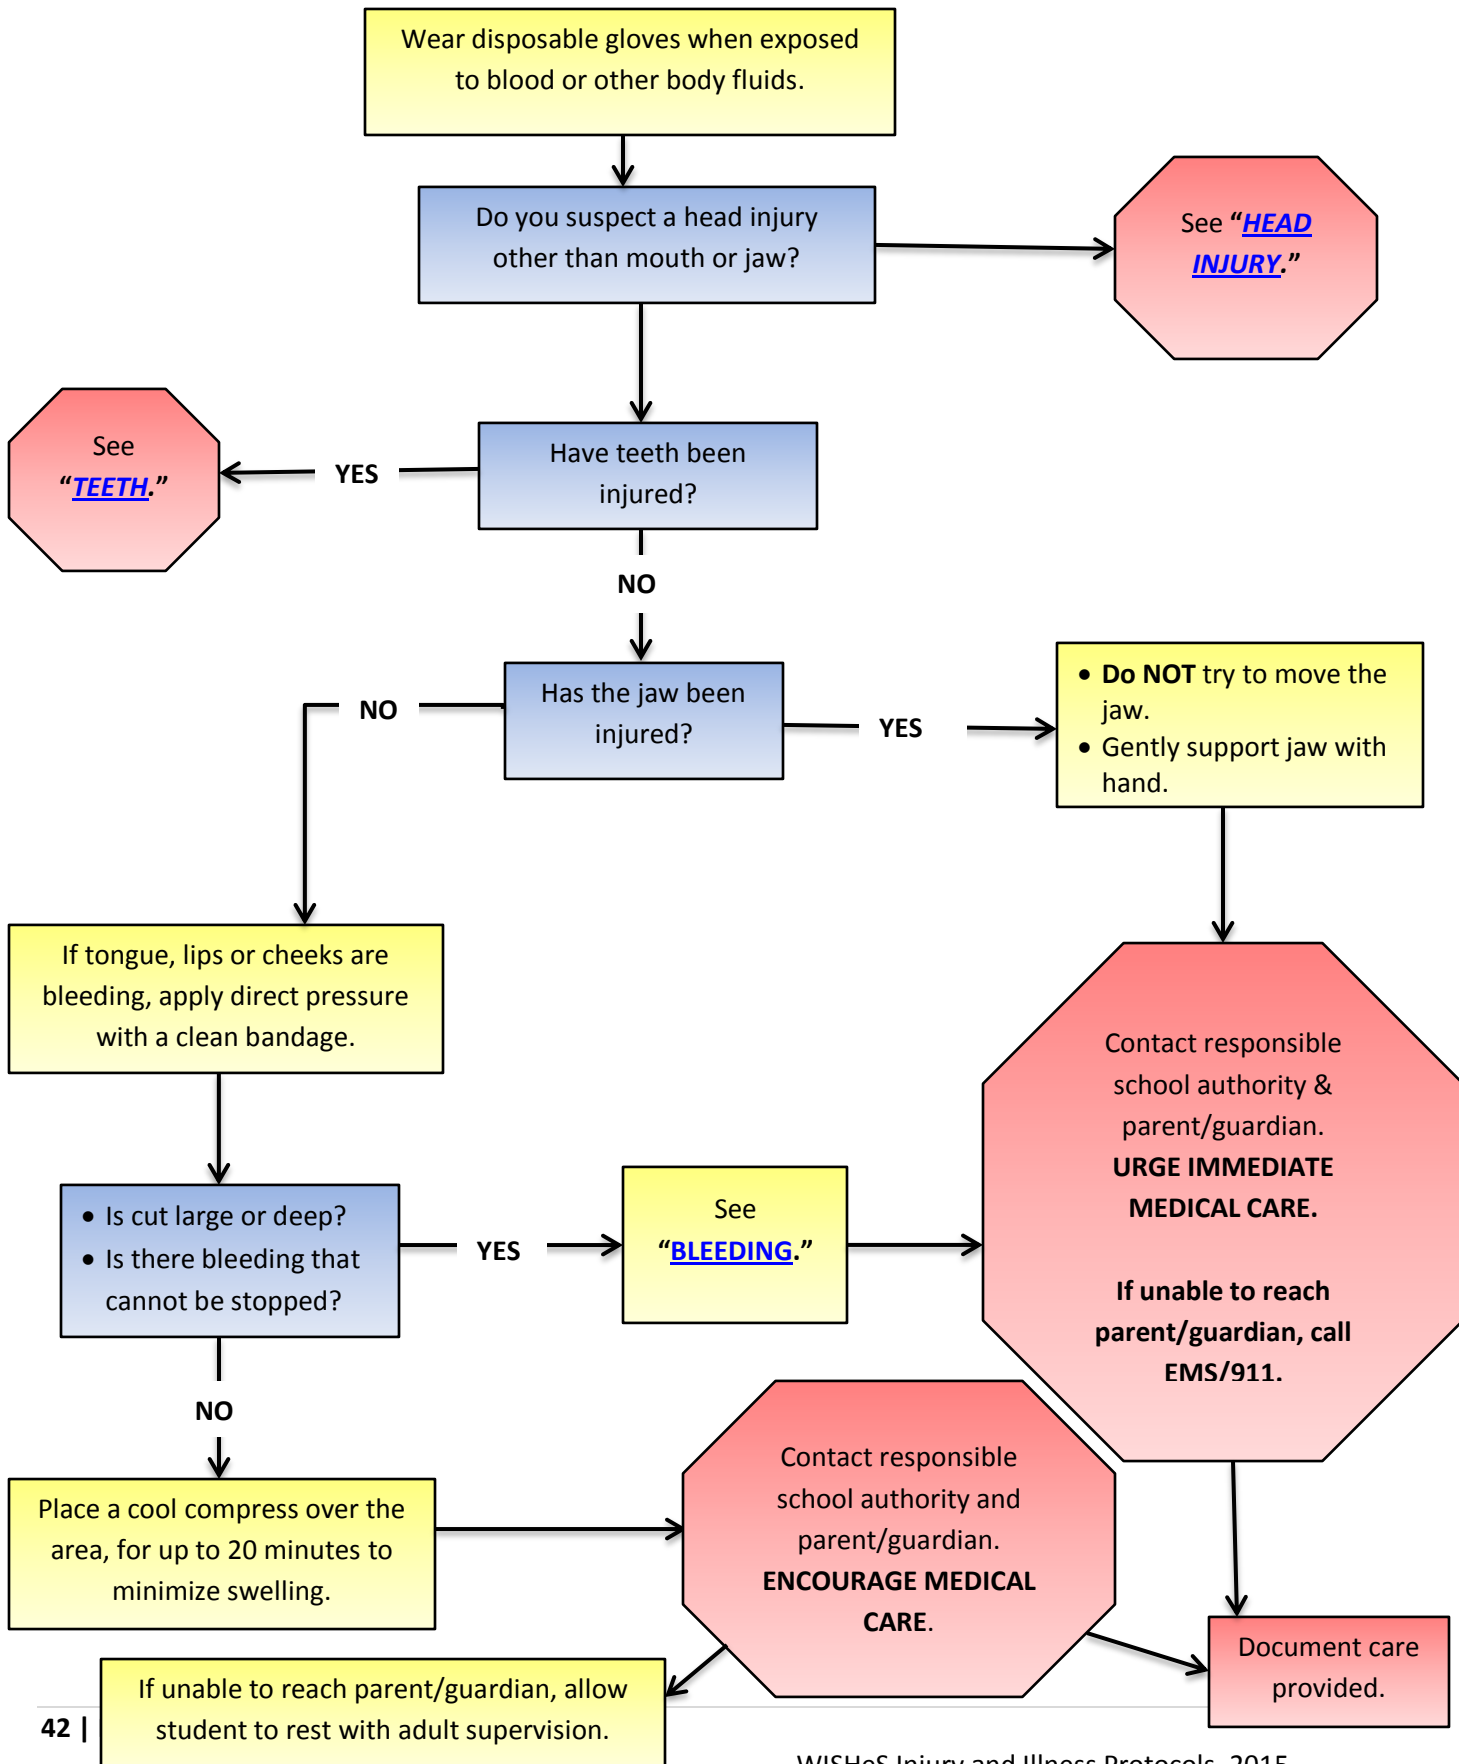 Wear disposable gloves when exposed
to blood or other body fluids.
Do you suspect a head injury
other than mouth or jaw?
See “HEAD
INJURY.”
See
“TEETH.”
YES
Have teeth been
injured?
NO
Has the jaw been
injured?
NO
YES
• Do NOT try to move the
jaw.
• Gently support jaw with
hand.
If tongue, lips or cheeks are
bleeding, apply direct pressure
with a clean bandage.
Contact responsible
school authority &
parent/guardian.
URGE IMMEDIATE
MEDICAL CARE.
If unable to reach
parent/guardian, call
EMS/911.
• Is cut large or deep?
• Is there bleeding that
cannot be stopped?
YES
See
“BLEEDING.”
NO
Place a cool compress over the
area, for up to 20 minutes to
minimize swelling.
Contact responsible
school authority and
parent/guardian.
ENCOURAGE MEDICAL
CARE.
Document care
provided.
If unable to reach parent/guardian, allow
student to rest with adult supervision.
42 |
WISHeS Injury and Illness Protocols, 2015